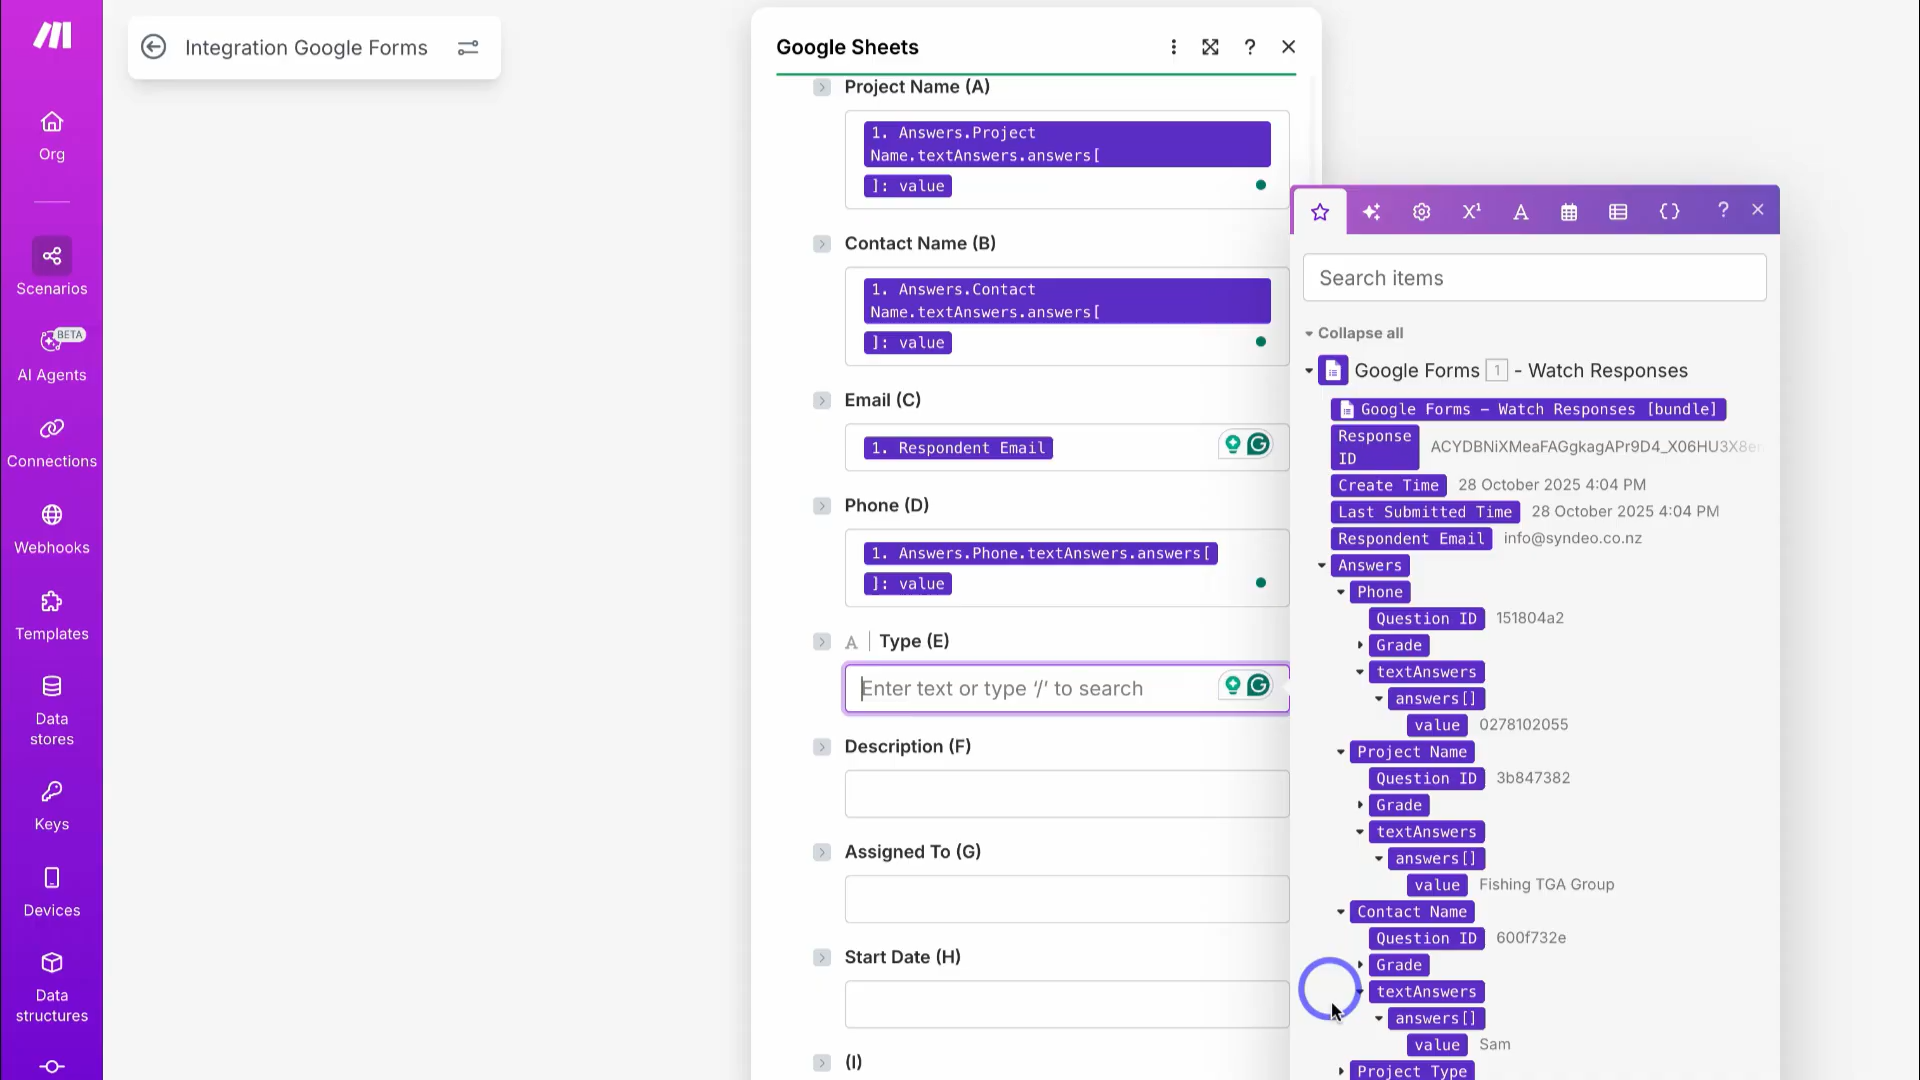 Integration Google Forms
Org
Scenarios
BETA
AI Agents
Connections
Webhooks
Templates
Data
stores
Keys
Devices
Data
structures
Google Sheets
?
Project Name (A)
1. Answers.Project
Name.textAnswers.answers[
]: value
Contact Name (B)
1. Answers.Contact
Name.textAnswers.answers[
]: value
Email (C)
1. Respondent Email
Phone (D)
1. Answers.Phone.textAnswers.answers[
]: value
A | Type (E)
Enter text or type ‘/’ to search
Description (F)
Assigned To (G)
Start Date (H)
(I)
X¹ A {} ?
Search items
Collapse all
Google Forms 1 - Watch Responses
Google Forms – Watch Responses [bundle]
Response
ID ACYDBNiXMeaFAGgkagAPr9D4_X06HU3X8e
Create Time 28 October 2025 4:04 PM
Last Submitted Time 28 October 2025 4:04 PM
Respondent Email info@syndeo.co.nz
Answers
Phone
Question ID 151804a2
Grade
textAnswers
answers[]
value 0278102055
Project Name
Question ID 3b847382
Grade
textAnswers
answers[]
value Fishing TGA Group
Contact Name
Question ID 600f732e
Grade
textAnswers
answers[]
value Sam
Project Type